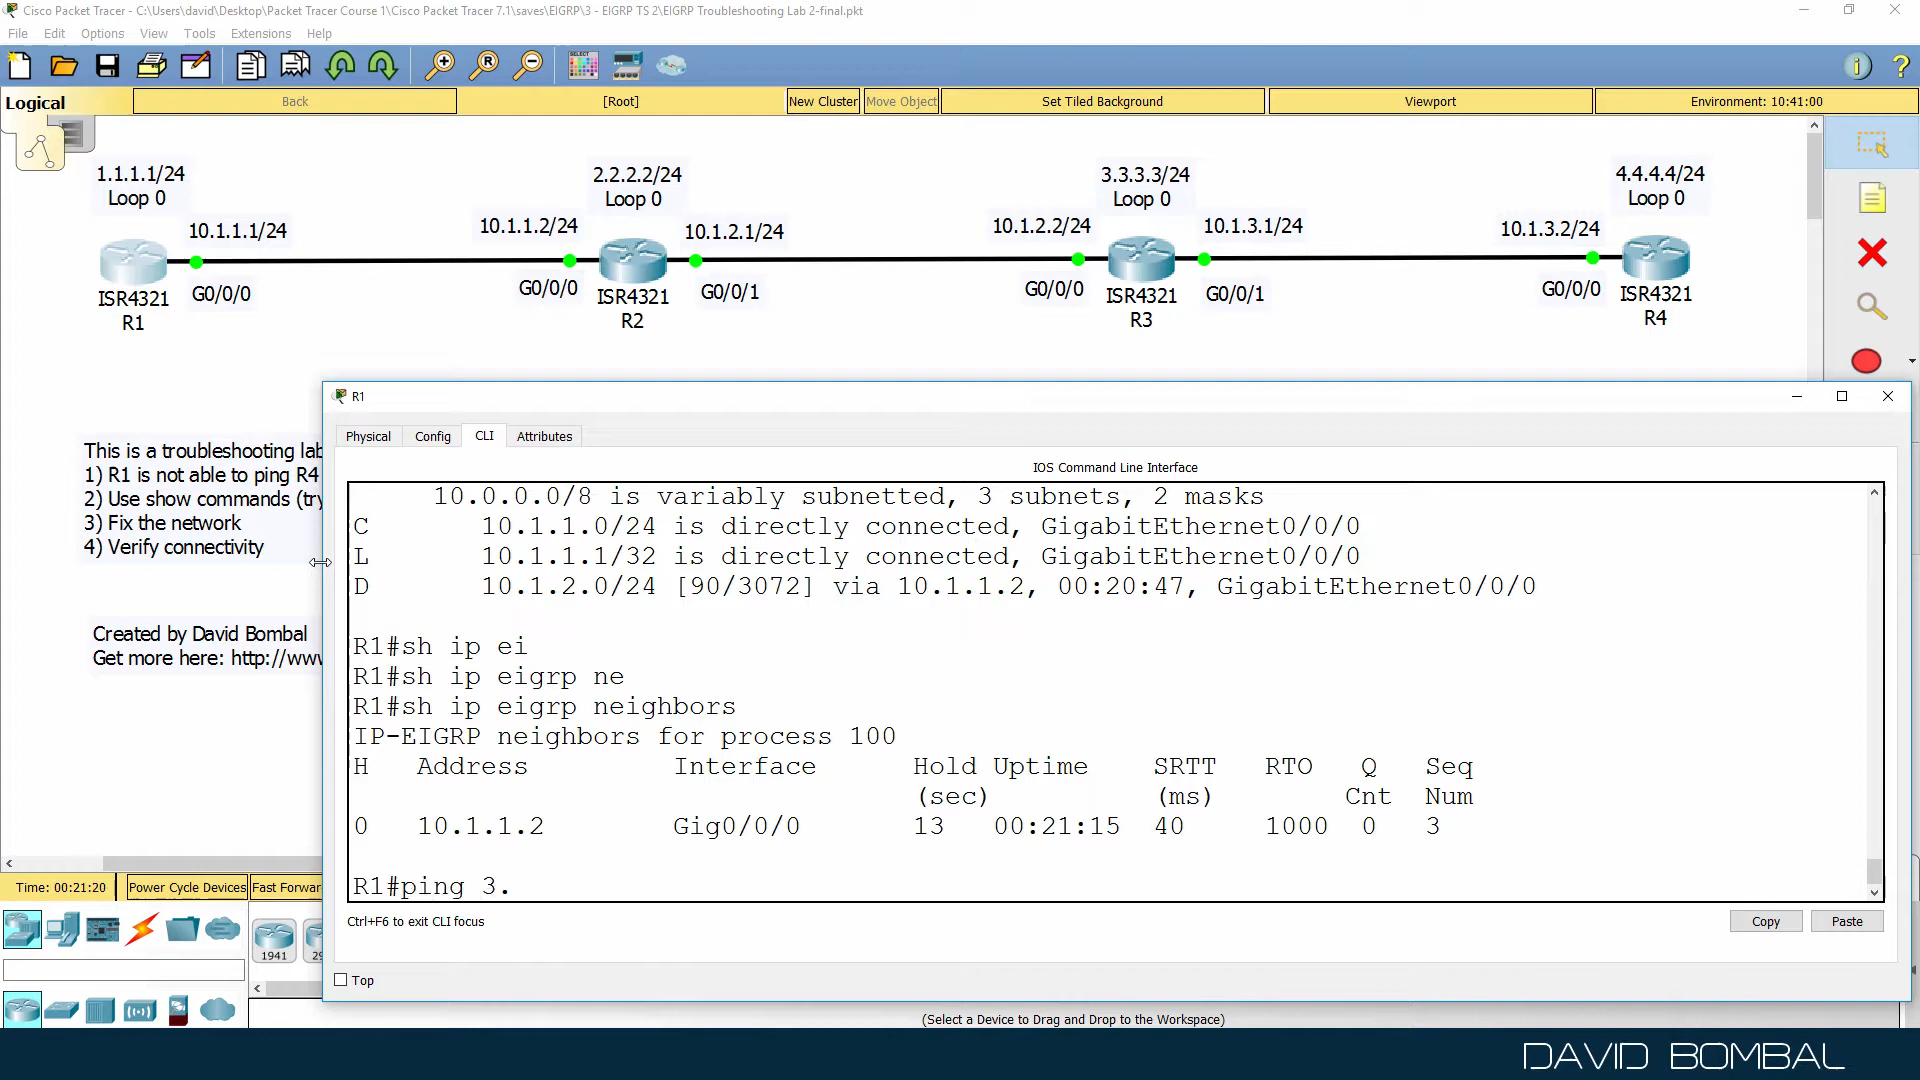 Cisco Packet Tracer - C:\Users\david\Desktop\Packet Tracer Course 1\Cisco Packet Tracer 7.1\saves\EIGRP\3 - EIGRP TS 2\EIGRP Troubleshooting Lab 2-final.pkt
File Edit Options View Tools Extensions Help
Logical Back [Root] New Cluster Move Object Set Tiled Background Viewport Environment: 10:41:00
1.1.1.1/24 2.2.2.2/24 3.3.3.3/24 4.4.4.4/24
Loop 0 Loop 0 Loop 0 Loop 0
10.1.1.1/24 10.1.1.2/24 10.1.2.1/24 10.1.2.2/24 10.1.3.1/24 10.1.3.2/24
G0/0/0 G0/0/0 G0/0/1 G0/0/0 G0/0/1 G0/0/0
ISR4321 ISR4321 ISR4321 ISR4321
R1 R2 R3 R4
This is a troubleshooting lab
1) R1 is not able to ping R4
2) Use show commands (try
3) Fix the network
4) Verify connectivity
Created by David Bombal
Get more here: http://www
R1
Physical Config CLI Attributes
IOS Command Line Interface
10.0.0.0/8 is variably subnetted, 3 subnets, 2 masks
C 10.1.1.0/24 is directly connected, GigabitEthernet0/0/0
L 10.1.1.1/32 is directly connected, GigabitEthernet0/0/0
D 10.1.2.0/24 [90/3072] via 10.1.1.2, 00:20:47, GigabitEthernet0/0/0
R1#sh ip ei
R1#sh ip eigrp ne
R1#sh ip eigrp neighbors
IP-EIGRP neighbors for process 100
H Address Interface Hold Uptime SRTT RTO Q Seq
(sec) (ms) Cnt Num
0 10.1.1.2 Gig0/0/0 13 00:21:15 40 1000 0 3
R1#ping 3.
Ctrl+F6 to exit CLI focus
Copy Paste
Top
Time: 00:21:20 Power Cycle Devices Fast Forwar
1941 29
(Select a Device to Drag and Drop to the Workspace)
DAVID BOMBAL